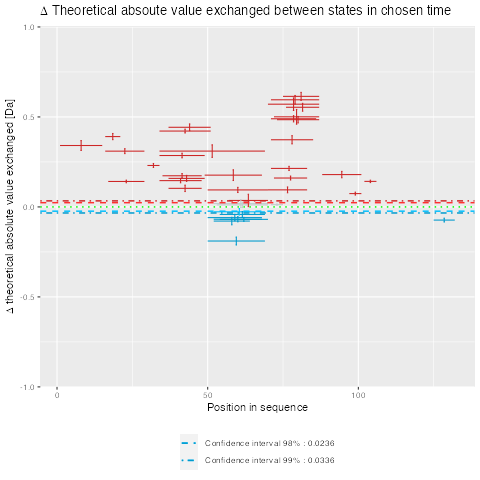 Δ Theoretical absoute value exchanged between states in chosen time
Δ theoretical absolute value exchanged [Da]
1.0
0.5
0.0
-0.5
-1.0
0
50
100
Position in sequence
Confidence interval 98% : 0.0236
Confidence interval 99% : 0.0336